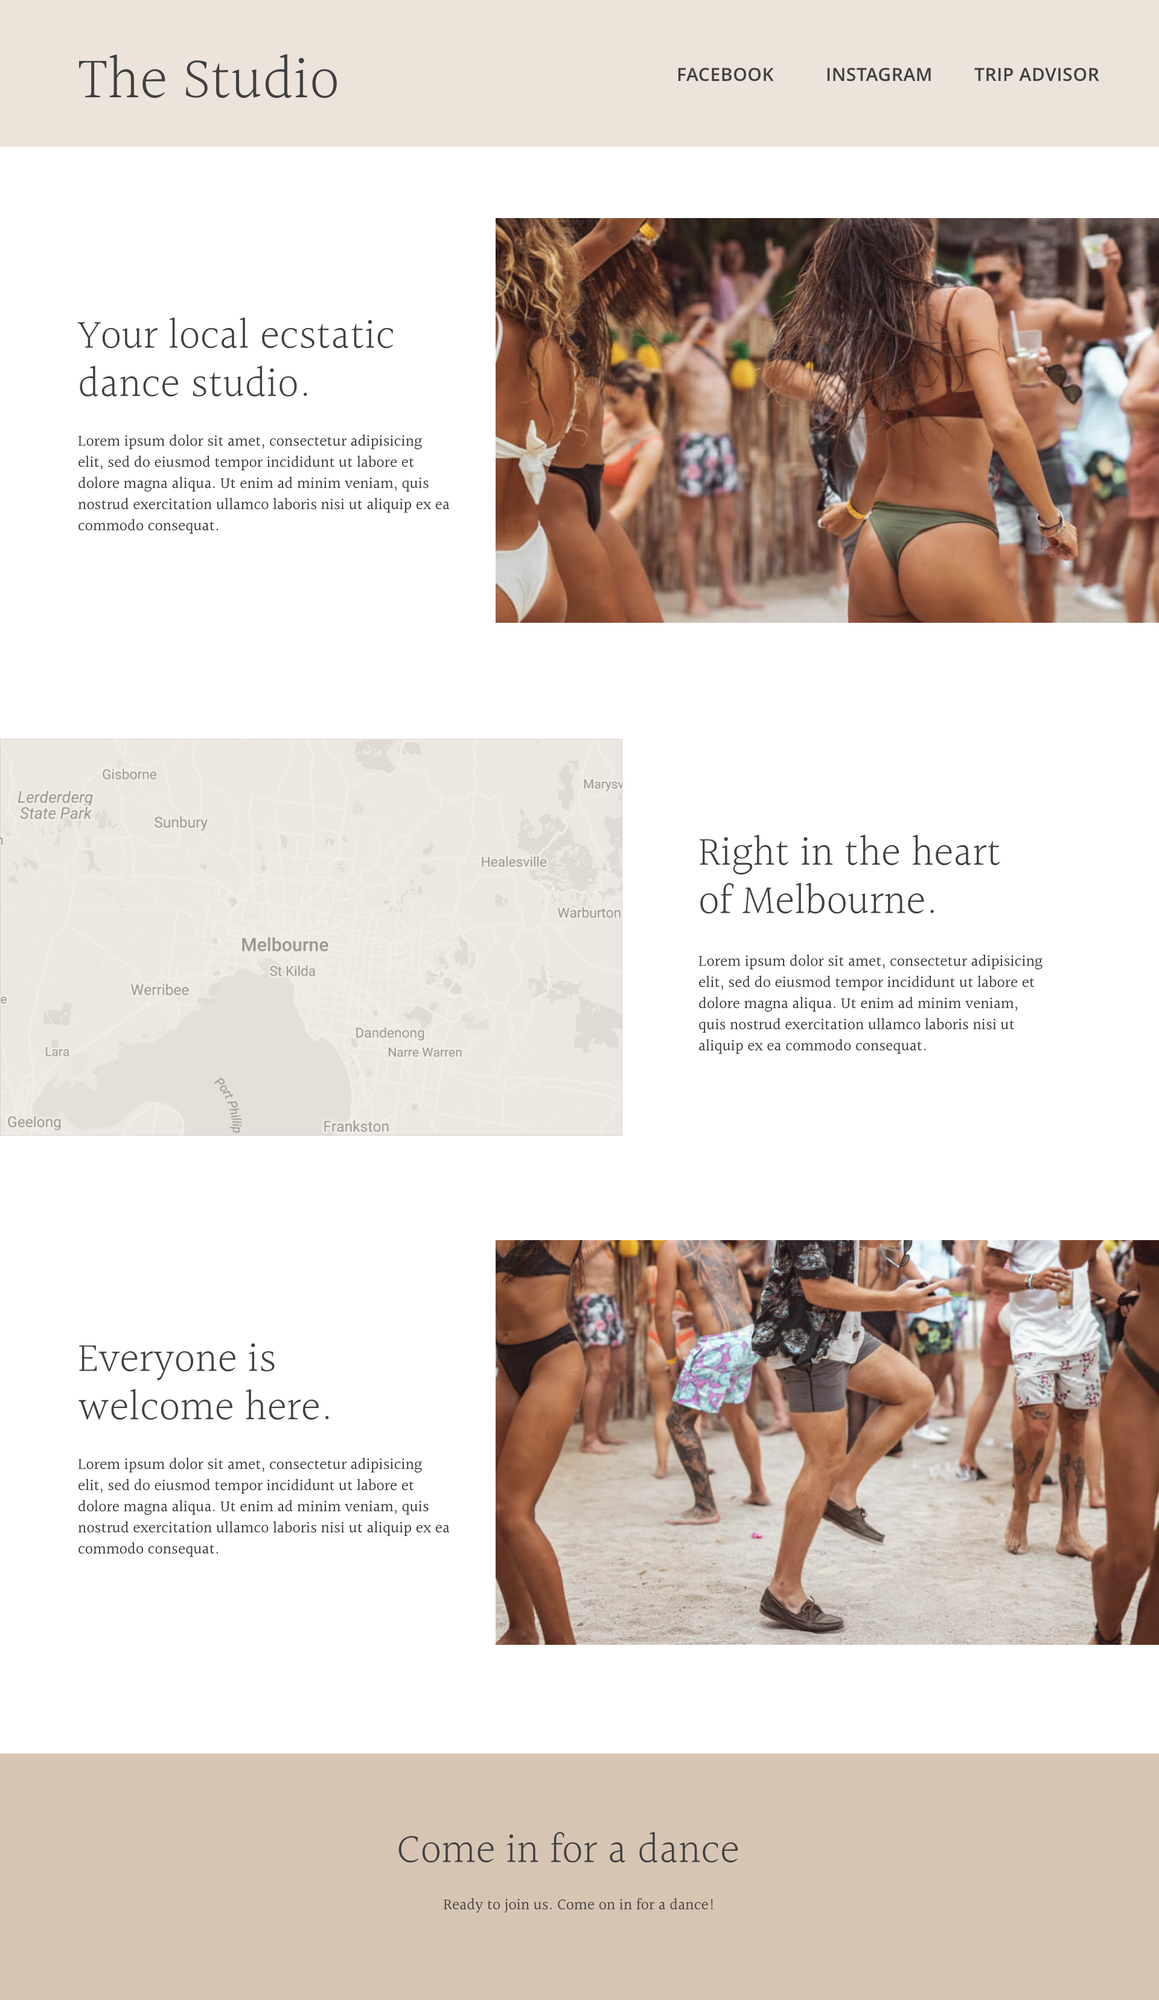 The Studio
FACEBOOK INSTAGRAM TRIP ADVISOR
Your local ecstatic
dance studio.
Lorem ipsum dolor sit amet, consectetur adipisicing
elit, sed do eiusmod tempor incididunt ut labore et
dolore magna aliqua. Ut enim ad minim veniam, quis
nostrud exercitation ullamco laboris nisi ut aliquip ex ea
commodo consequat.
Gisborne
Lerderderg
State Park
Sunbury
Marysv
Healesville
Warburton
Melbourne
St Kilda
Werribee
Dandenong
Narre Warren
Lara
Port Phillip
Geelong
Frankston
Right in the heart
of Melbourne.
Lorem ipsum dolor sit amet, consectetur adipisicing
elit, sed do eiusmod tempor incididunt ut labore et
dolore magna aliqua. Ut enim ad minim veniam,
quis nostrud exercitation ullamco laboris nisi ut
aliquip ex ea commodo consequat.
Everyone is
welcome here.
Lorem ipsum dolor sit amet, consectetur adipisicing
elit, sed do eiusmod tempor incididunt ut labore et
dolore magna aliqua. Ut enim ad minim veniam, quis
nostrud exercitation ullamco laboris nisi ut aliquip ex ea
commodo consequat.
Come in for a dance
Ready to join us. Come on in for a dance!